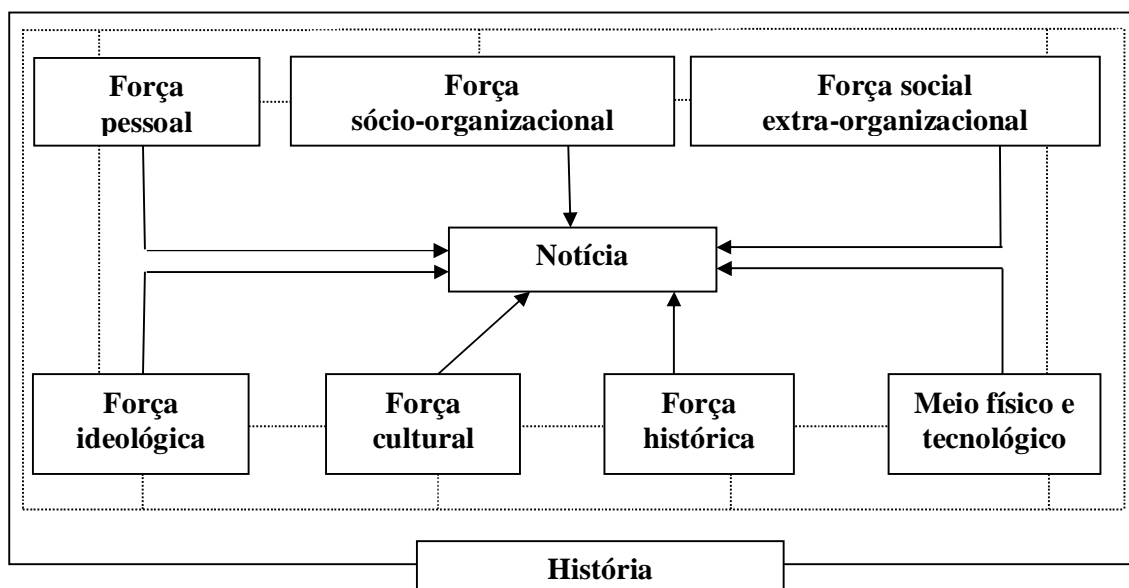 Força
pessoal
Força
sócio-organizacional
Força social
extra-organizacional
Notícia
Força
ideológica
Força
cultural
Força
histórica
Meio físico e
tecnológico
História